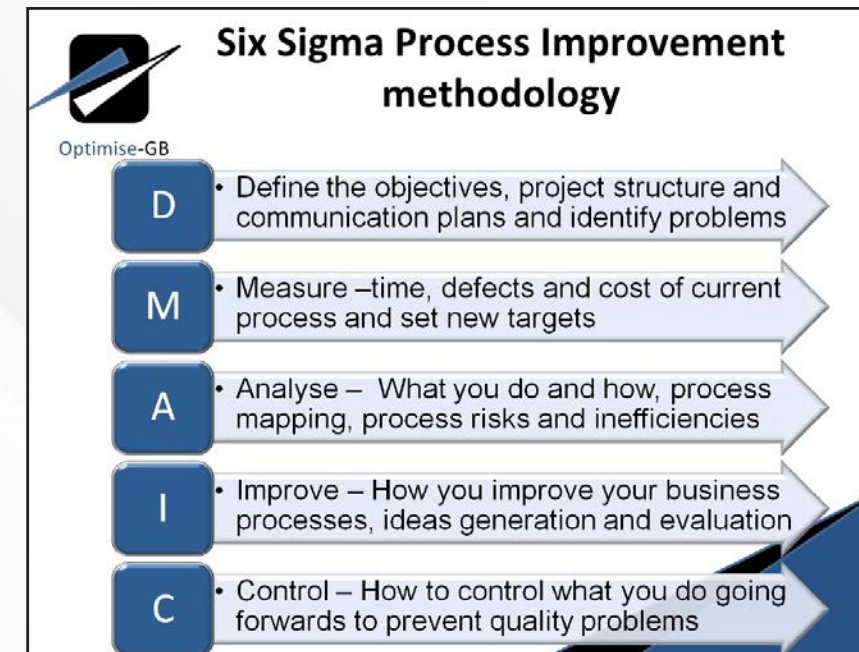 Six Sigma Process Improvement
methodology
Optimise-GB
D
• Define the objectives, project structure and
communication plans and identify problems
M
• Measure –time, defects and cost of current
process and set new targets
A
• Analyse – What you do and how, process
mapping, process risks and inefficiencies
I
• Improve – How you improve your business
processes, ideas generation and evaluation
C
• Control – How to control what you do going
forwards to prevent quality problems